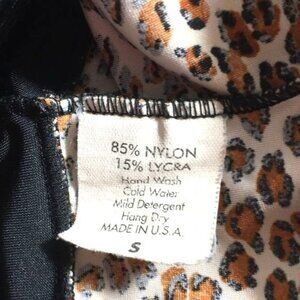 85% NYLON
15% LYCRA
Hand Wash
Cold Water
Mild Detergent
Hang Dry
MADE IN U.S.A.
S